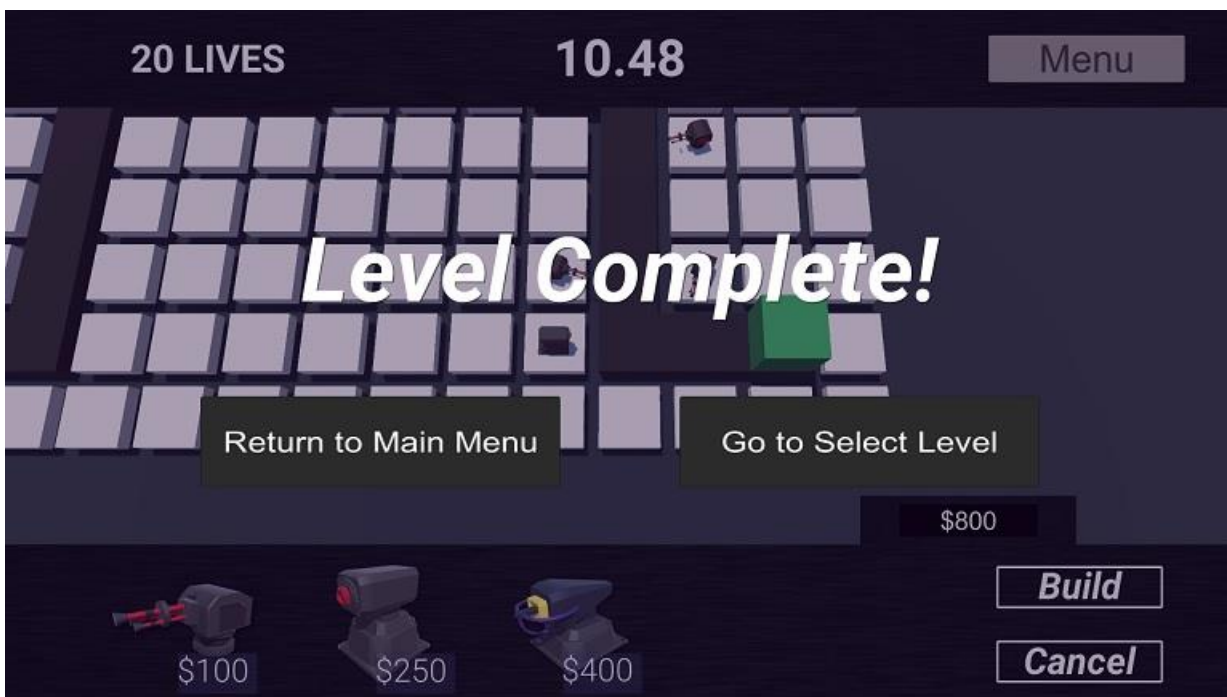 20 LIVES
10.48
Menu
Level Complete!
Return to Main Menu
Go to Select Level
$800
Build
$100
$250
$400
Cancel